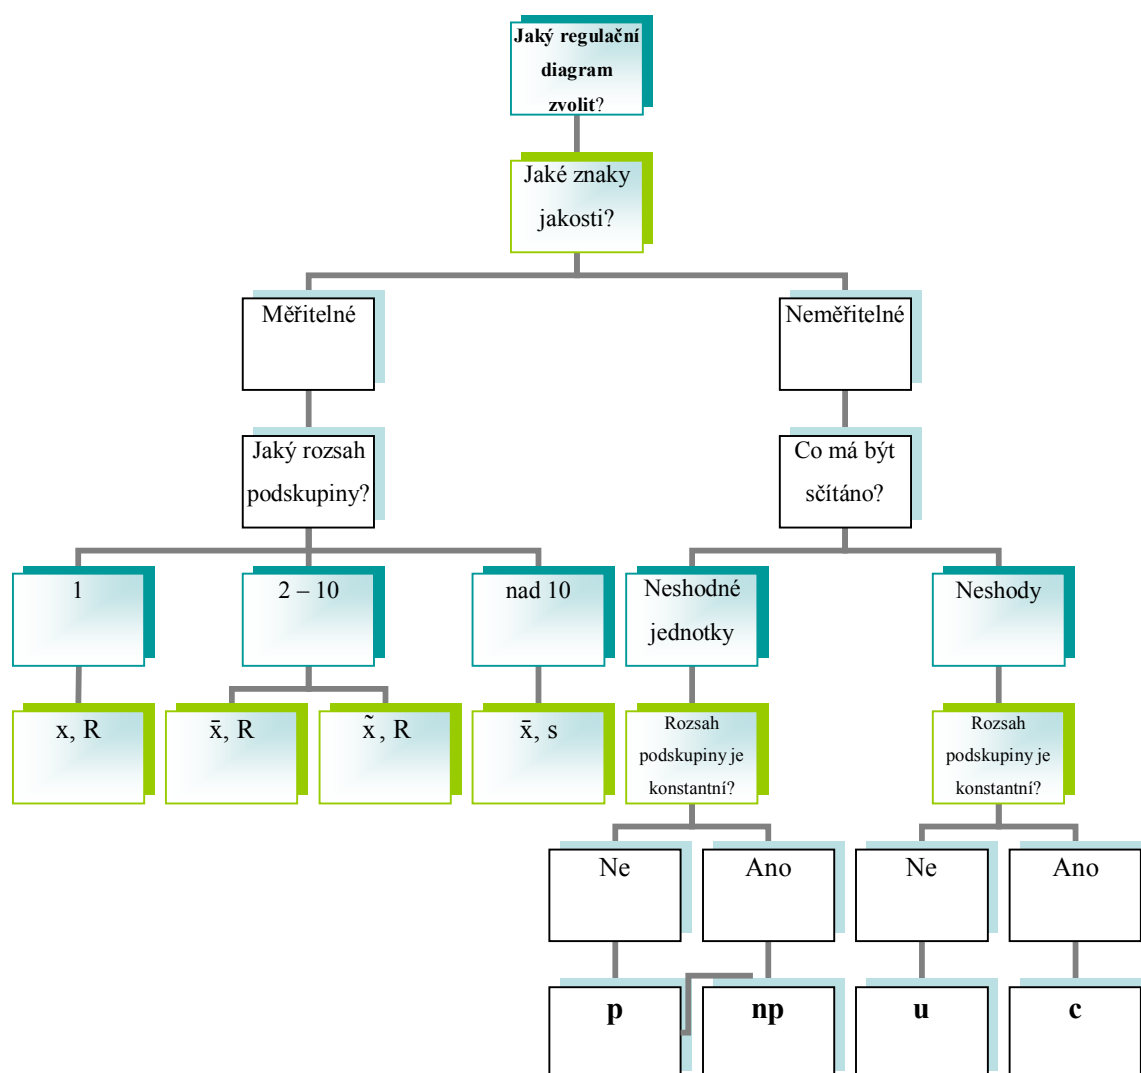 Jaký regulační
diagram
zvolit?
Jaké znaky
jakosti?
Měřitelné
Neměřitelné
Jaký rozsah
podskupiny?
Co má být
sčítáno?
1
2 – 10
nad 10
Neshodné
jednotky
Neshody
x, R
x̄, R
x̃, R
x̄, s
Rozsah
podskupiny je
konstantní?
Rozsah
podskupiny je
konstantní?
Ne
Ano
Ne
Ano
p
np
u
c